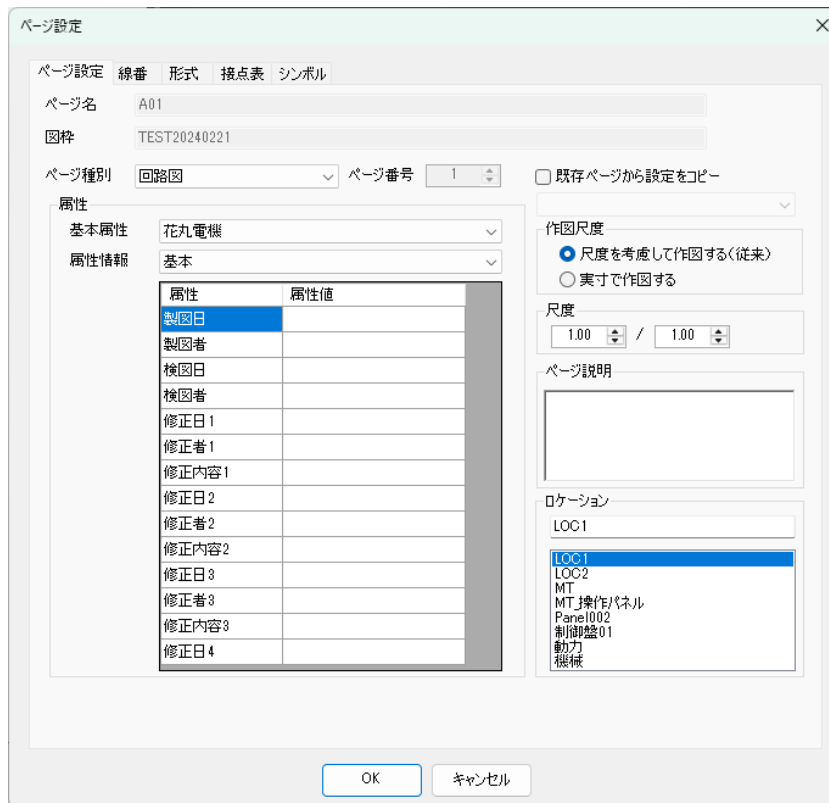 ページ設定
ページ設定 線番 形式 接点表 シンボル
ページ名 A01
図枠 TEST20240221
ページ種別 回路図 ページ番号 1
既存ページから設定をコピー
属性
基本属性 花丸電機
属性情報 基本
属性 属性値
製図日
製図者
検図日
検図者
修正日1
修正者1
修正内容1
修正日2
修正者2
修正内容2
修正日3
修正者3
修正内容3
修正日4
作図尺度
尺度を考慮して作図する(従来)
実寸で作図する
尺度
1.00 / 1.00
ページ説明
ロケーション
LOC1
LOC1
LOC2
MT
MT_操作パネル
Panel002
制御盤01
動力
機械
OK キャンセル